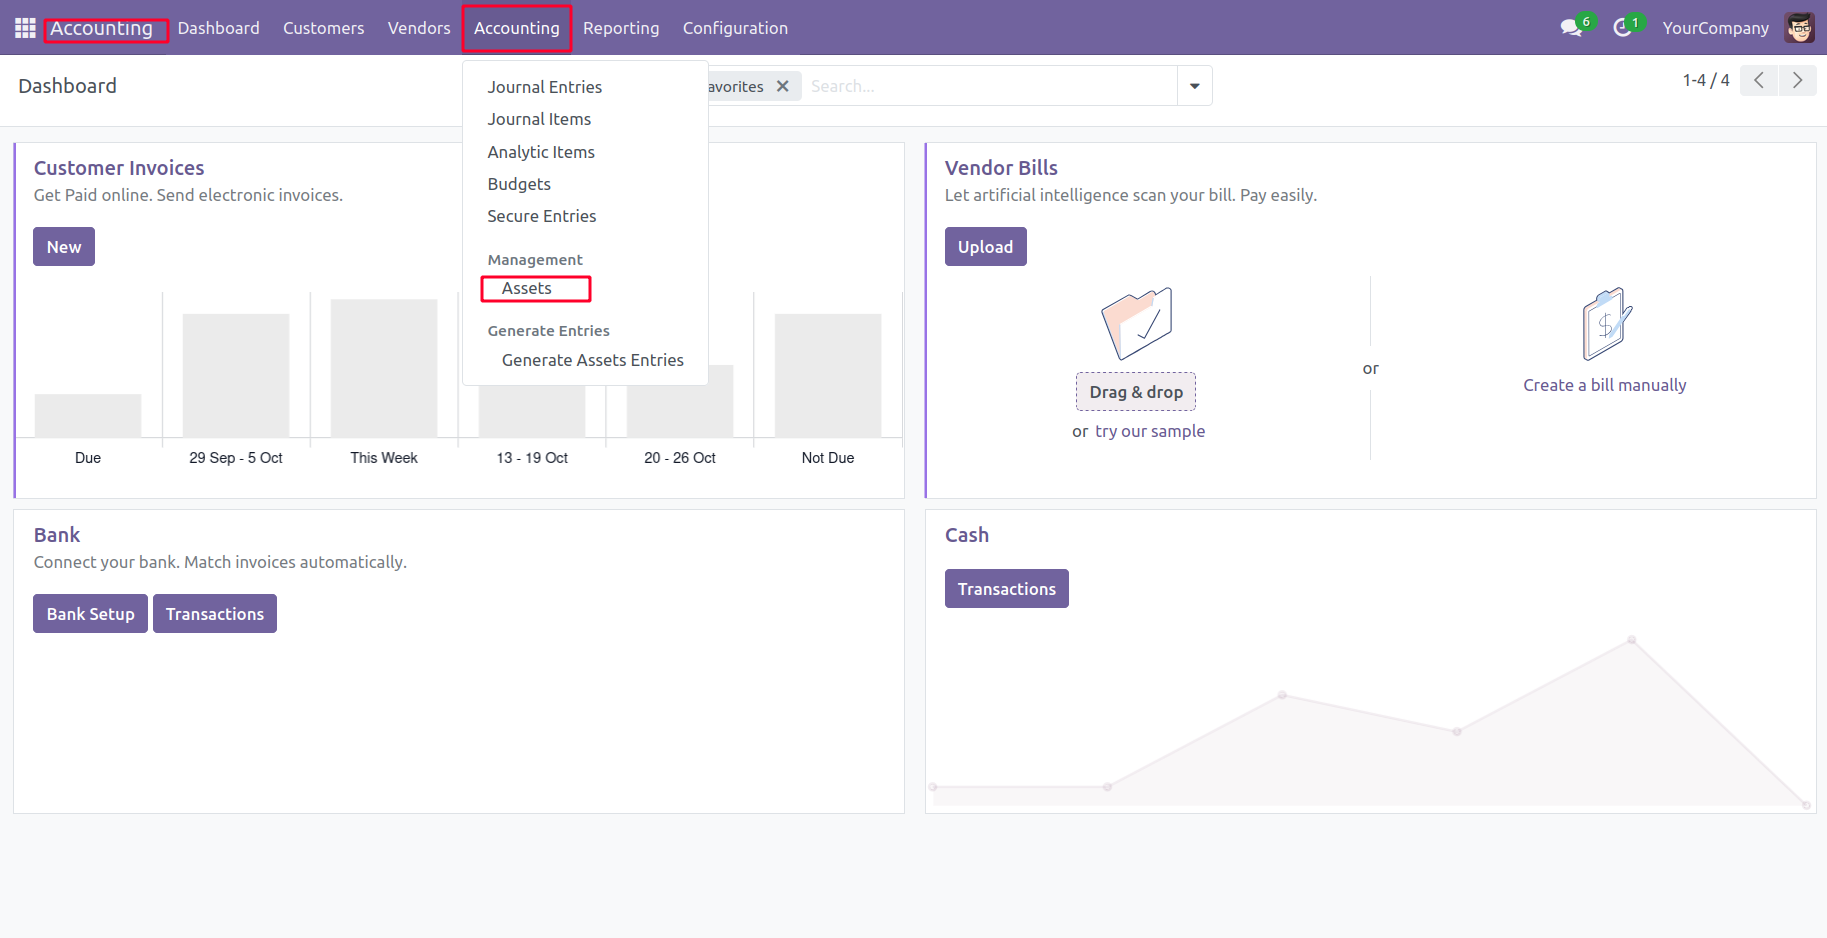 Accounting Dashboard Customers Vendors Accounting Reporting Configuration 6 1 YourCompany
Dashboard
avorites Search...
1-4 / 4
Journal Entries
Journal Items
Analytic Items
Budgets
Secure Entries
Management
Assets
Generate Entries
Generate Assets Entries
Customer Invoices
Get Paid online. Send electronic invoices.
New
Due 29 Sep - 5 Oct This Week 13 - 19 Oct 20 - 26 Oct Not Due
Vendor Bills
Let artificial intelligence scan your bill. Pay easily.
Upload
$
Drag & drop
or try our sample
or
Create a bill manually
Bank
Connect your bank. Match invoices automatically.
Bank Setup Transactions
Cash
Transactions